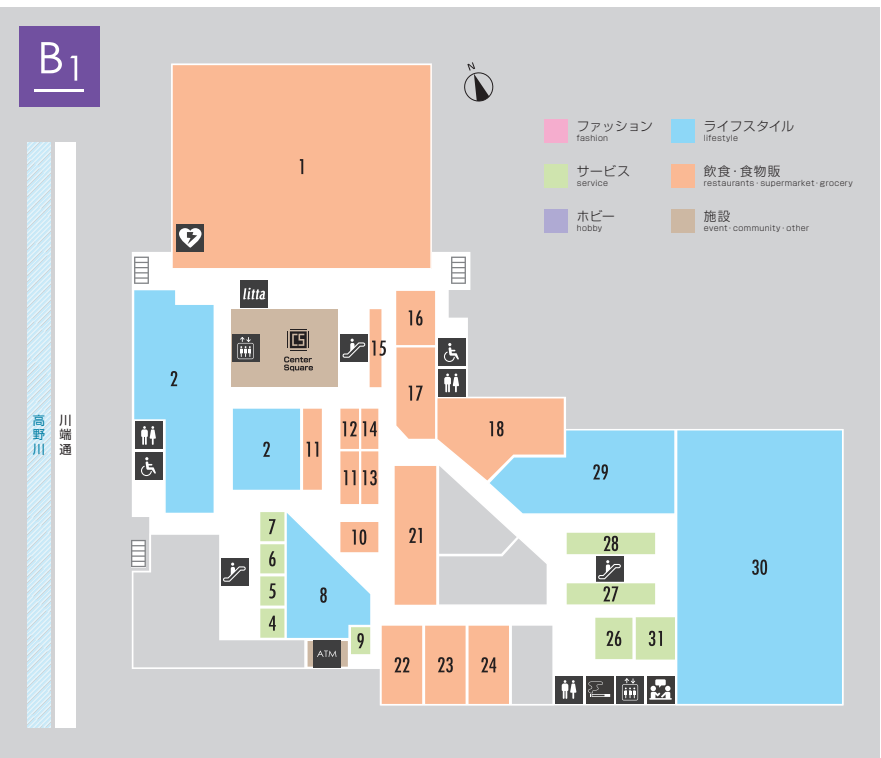 B1
N
ファッション
fashion
ライフスタイル
lifestyle
サービス
service
飲食・食物販
restaurants・supermarket・grocery
ホビー
hobby
施設
event・community・other
1
litta
CS
Center
Square
15
16
2
17
高野川
川端通
18
2
11
12
14
11
13
29
7
10
21
28
6
30
5
8
27
4
9
26
31
ATM
22
23
24